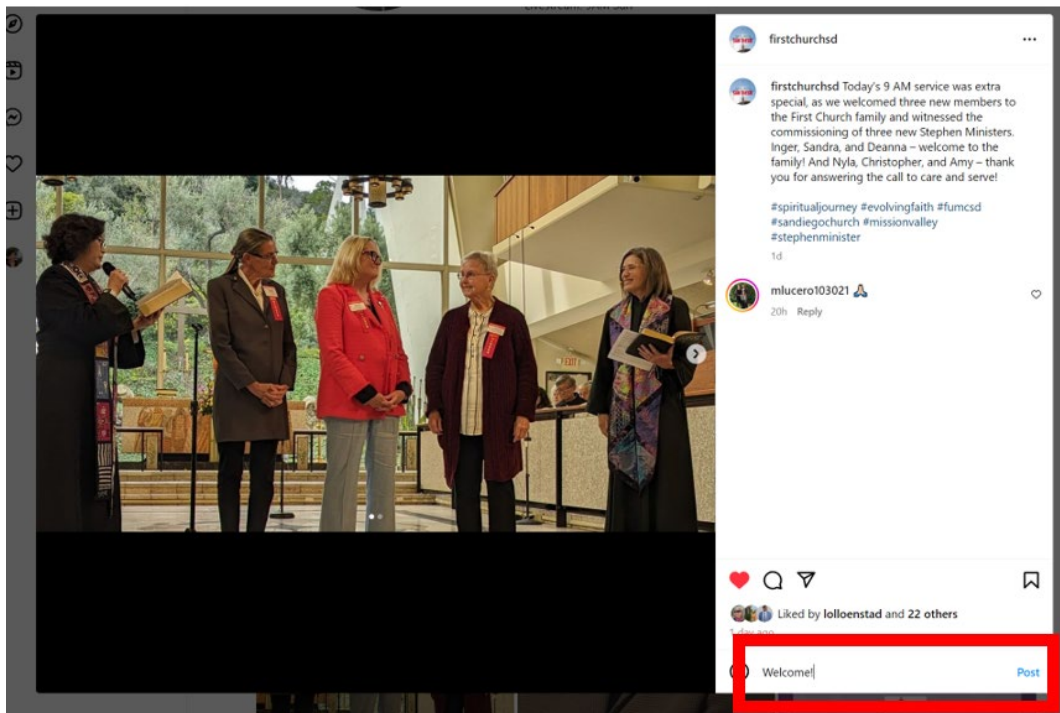 firstchurchsd
firstchurchsd Today's 9 AM service was extra
special, as we welcomed three new members to
the First Church family and witnessed the
commissioning of three new Stephen Ministers.
Inger, Sandra, and Deanna – welcome to the
family! And Nyla, Christopher, and Amy – thank
you for answering the call to care and serve!
#spiritualjourney #evolvingfaith #fumcsd
#sandiegochurch #missionvalley
#stephenminister
1d
mlucero103021 🙏🏼
20h Reply
EXIT
Liked by lolloenstad and 22 others
1 day ago
Welcome! Post